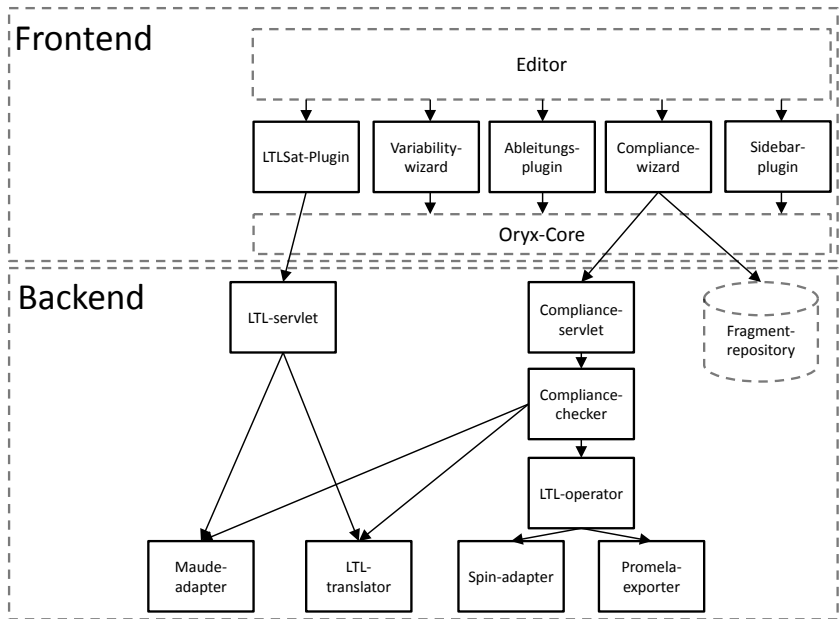 Frontend
Editor
LTLSat-Plugin
Variability-
wizard
Ableitungs-
plugin
Compliance-
wizard
Sidebar-
plugin
Oryx-Core
Backend
LTL-servlet
Compliance-
servlet
Fragment-
repository
Compliance-
checker
LTL-operator
Maude-
adapter
LTL-
translator
Spin-adapter
Promela-
exporter